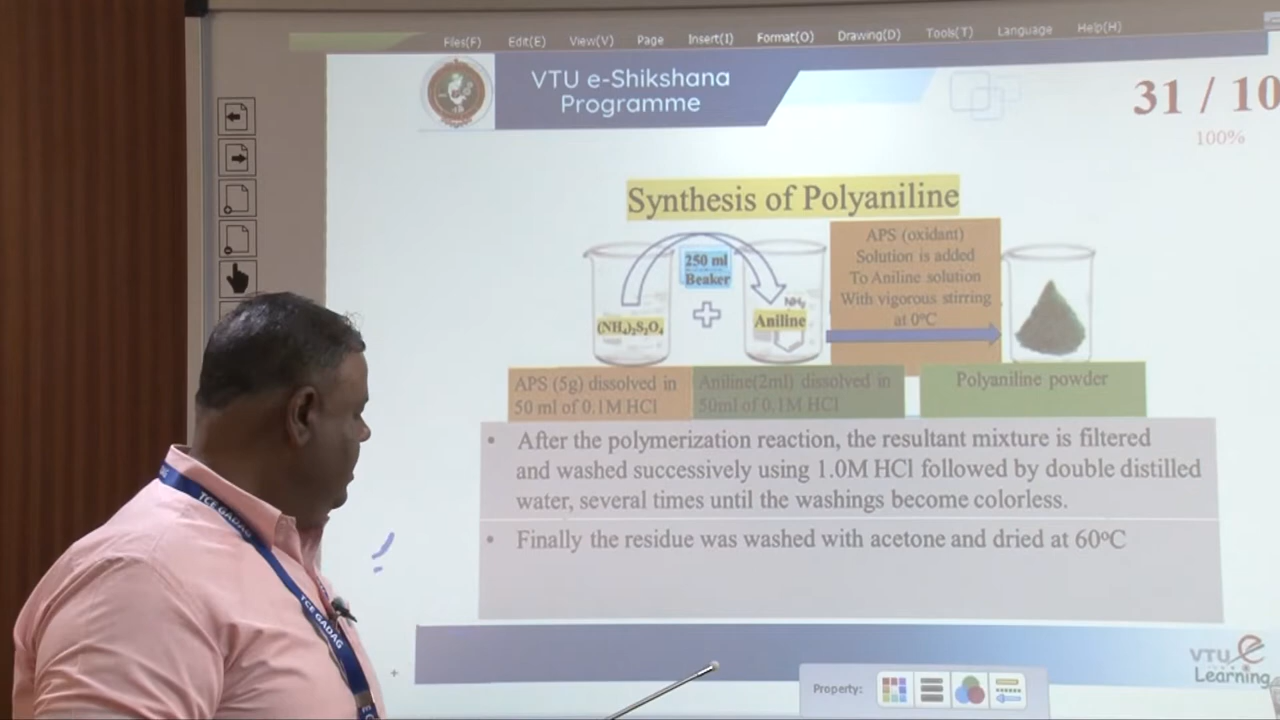 Files(F) Edit(E) View(V) Page Insert(I) Format(O) Drawing(D) Tools(T) Language Help(H)
VTU e-Shikshana
Programme
31 / 10
100%
Synthesis of Polyaniline
250 ml
Beaker
(NH₄)₂S₂O₄
NH₂
Aniline
APS (oxidant)
Solution is added
To Aniline solution
With vigorous stirring
at 0ºC
APS (5g) dissolved in
50 ml of 0.1M HCl
Aniline(2ml) dissolved in
50ml of 0.1M HCl
Polyaniline powder
• After the polymerization reaction, the resultant mixture is filtered
and washed successively using 1.0M HCl followed by double distilled
water, several times until the washings become colorless.
• Finally the residue was washed with acetone and dried at 60ºC
TCE GADAG
TCE GADAG
VTU e
Learning
Property: